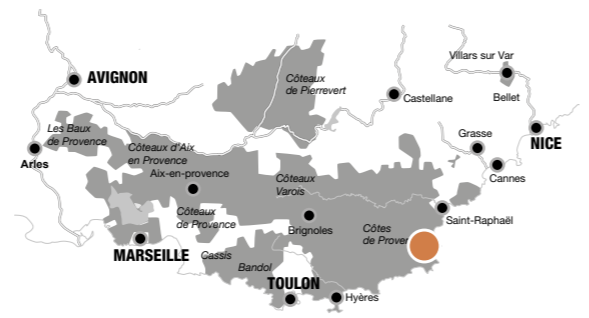 Villars sur Var
AVIGNON
Côteaux
de Pierrevert
Castellane
Bellet
Les Baux
de Provence
Grasse
NICE
Côteaux d'Aix
en Provence
Arles
Aix-en-provence
Côteaux
Varois
Cannes
Côteaux
de Provence
Saint-Raphaël
Brignoles
Côtes
MARSEILLE
de Prover
Cassis
Bandol
TOULON
Hyères